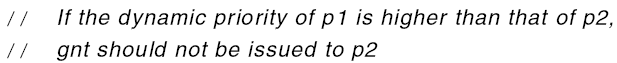 // If the dynamic priority of p1 is higher than that of p2,
// gnt should not be issued to p2